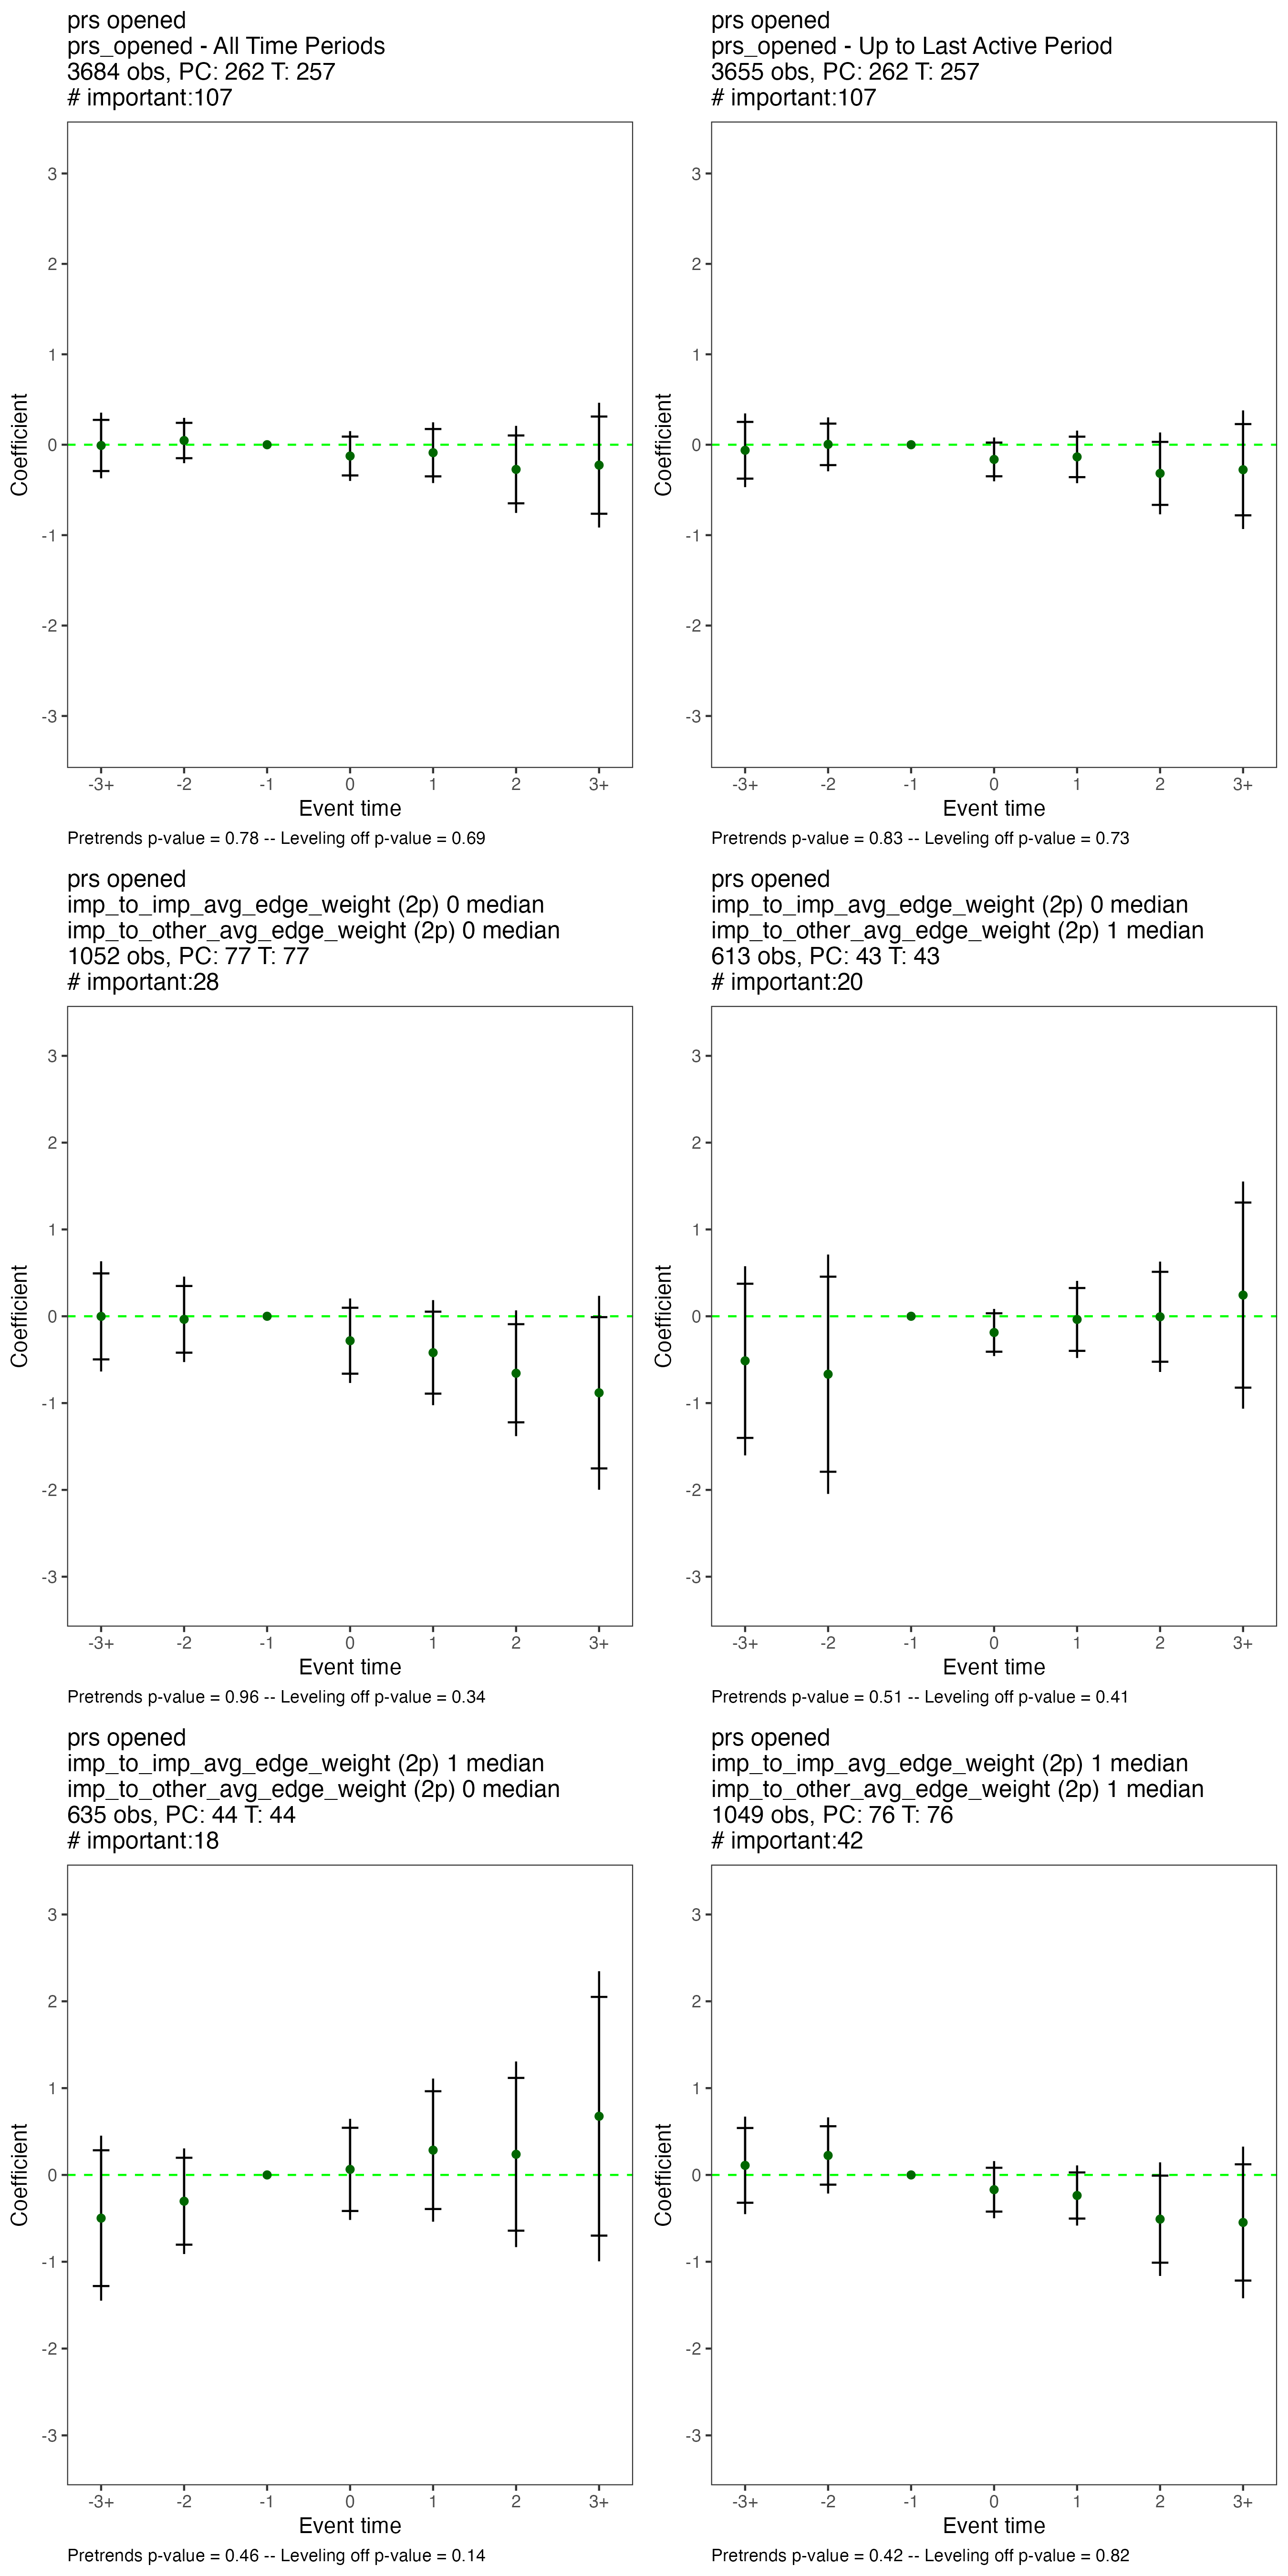 prs opened
prs_opened - All Time Periods
3684 obs, PC: 262 T: 257
# important:107
3
2
1
0
-1
-2
-3
Coefficient
-3+ -2 -1 0 1 2 3+
Event time
Pretrends p-value = 0.78 -- Leveling off p-value = 0.69
prs opened
prs_opened - Up to Last Active Period
3655 obs, PC: 262 T: 257
# important:107
3
2
1
0
-1
-2
-3
Coefficient
-3+ -2 -1 0 1 2 3+
Event time
Pretrends p-value = 0.83 -- Leveling off p-value = 0.73
prs opened
imp_to_imp_avg_edge_weight (2p) 0 median
imp_to_other_avg_edge_weight (2p) 0 median
1052 obs, PC: 77 T: 77
# important:28
3
2
1
0
-1
-2
-3
Coefficient
-3+ -2 -1 0 1 2 3+
Event time
Pretrends p-value = 0.96 -- Leveling off p-value = 0.34
prs opened
imp_to_imp_avg_edge_weight (2p) 0 median
imp_to_other_avg_edge_weight (2p) 1 median
613 obs, PC: 43 T: 43
# important:20
3
2
1
0
-1
-2
-3
Coefficient
-3+ -2 -1 0 1 2 3+
Event time
Pretrends p-value = 0.51 -- Leveling off p-value = 0.41
prs opened
imp_to_imp_avg_edge_weight (2p) 1 median
imp_to_other_avg_edge_weight (2p) 0 median
635 obs, PC: 44 T: 44
# important:18
3
2
1
0
-1
-2
-3
Coefficient
-3+ -2 -1 0 1 2 3+
Event time
Pretrends p-value = 0.46 -- Leveling off p-value = 0.14
prs opened
imp_to_imp_avg_edge_weight (2p) 1 median
imp_to_other_avg_edge_weight (2p) 1 median
1049 obs, PC: 76 T: 76
# important:42
3
2
1
0
-1
-2
-3
Coefficient
-3+ -2 -1 0 1 2 3+
Event time
Pretrends p-value = 0.42 -- Leveling off p-value = 0.82